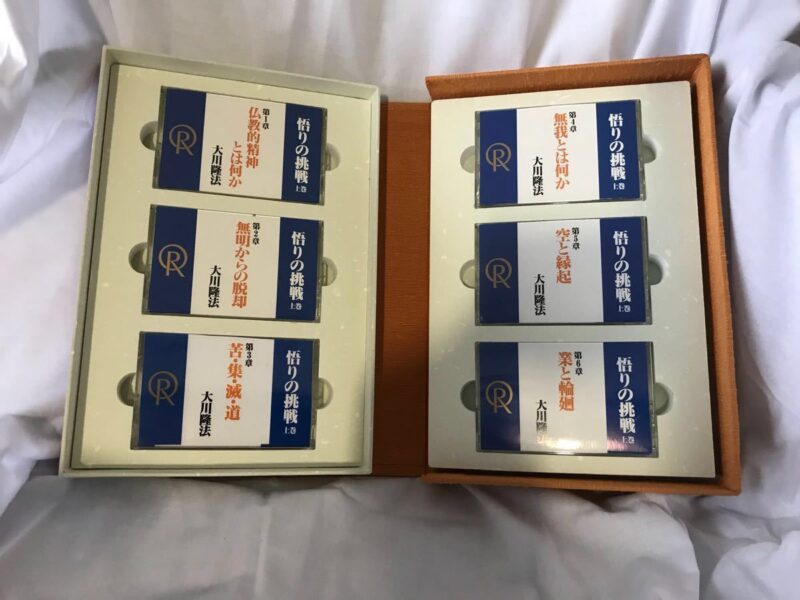 悟りの挑戦 上巻
第1章
仏教的精神
とは何か
大川隆法
R
悟りの挑戦 上巻
第2章
無明からの脱却
大川隆法
R
悟りの挑戦 上巻
第3章
苦・集・滅・道
大川隆法
R
悟りの挑戦 上巻
第4章
無我とは何か
大川隆法
R
悟りの挑戦 上巻
第5章
空と縁起
大川隆法
R
悟りの挑戦 上巻
第6章
業と輪廻
大川隆法
R